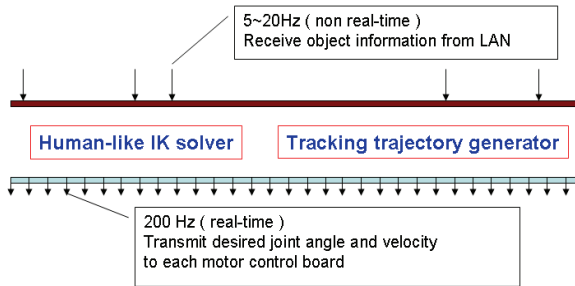 5~20Hz ( non real-time )
Receive object information from LAN
Human-like IK solver
Tracking trajectory generator
200 Hz ( real-time )
Transmit desired joint angle and velocity
to each motor control board